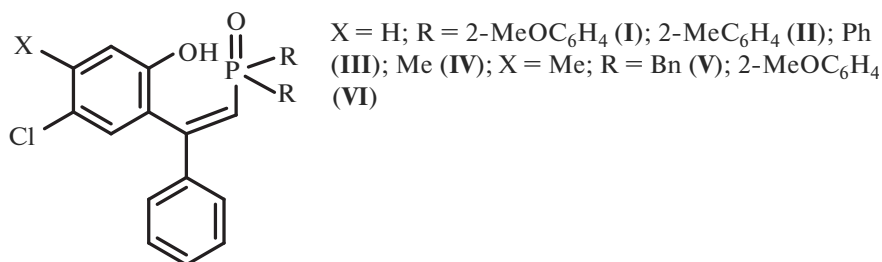 X
OH
O
P
R
R
Cl
X = H; R = 2-MeOC₆H₄ (I); 2-MeC₆H₄ (II); Ph
(III); Me (IV); X = Me; R = Bn (V); 2-MeOC₆H₄
(VI)